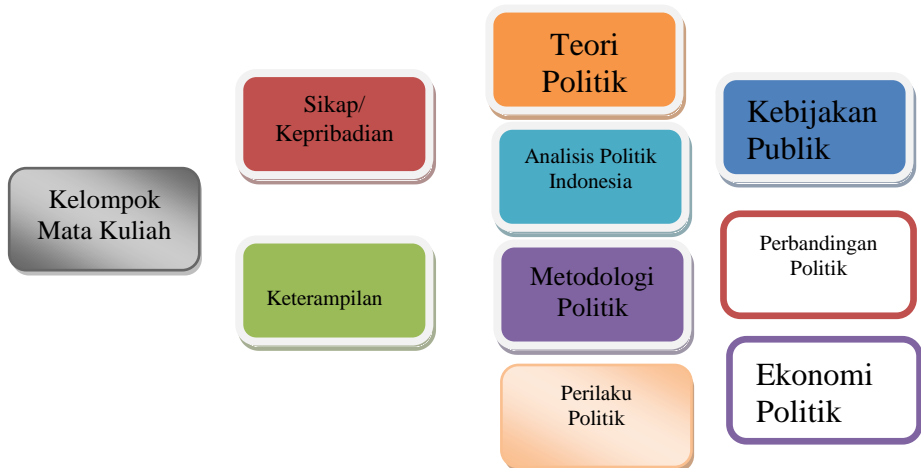 Kelompok
Mata Kuliah
Sikap/
Kepribadian
Keterampilan
Teori
Politik
Analisis Politik
Indonesia
Metodologi
Politik
Perilaku
Politik
Kebijakan
Publik
Perbandingan
Politik
Ekonomi
Politik